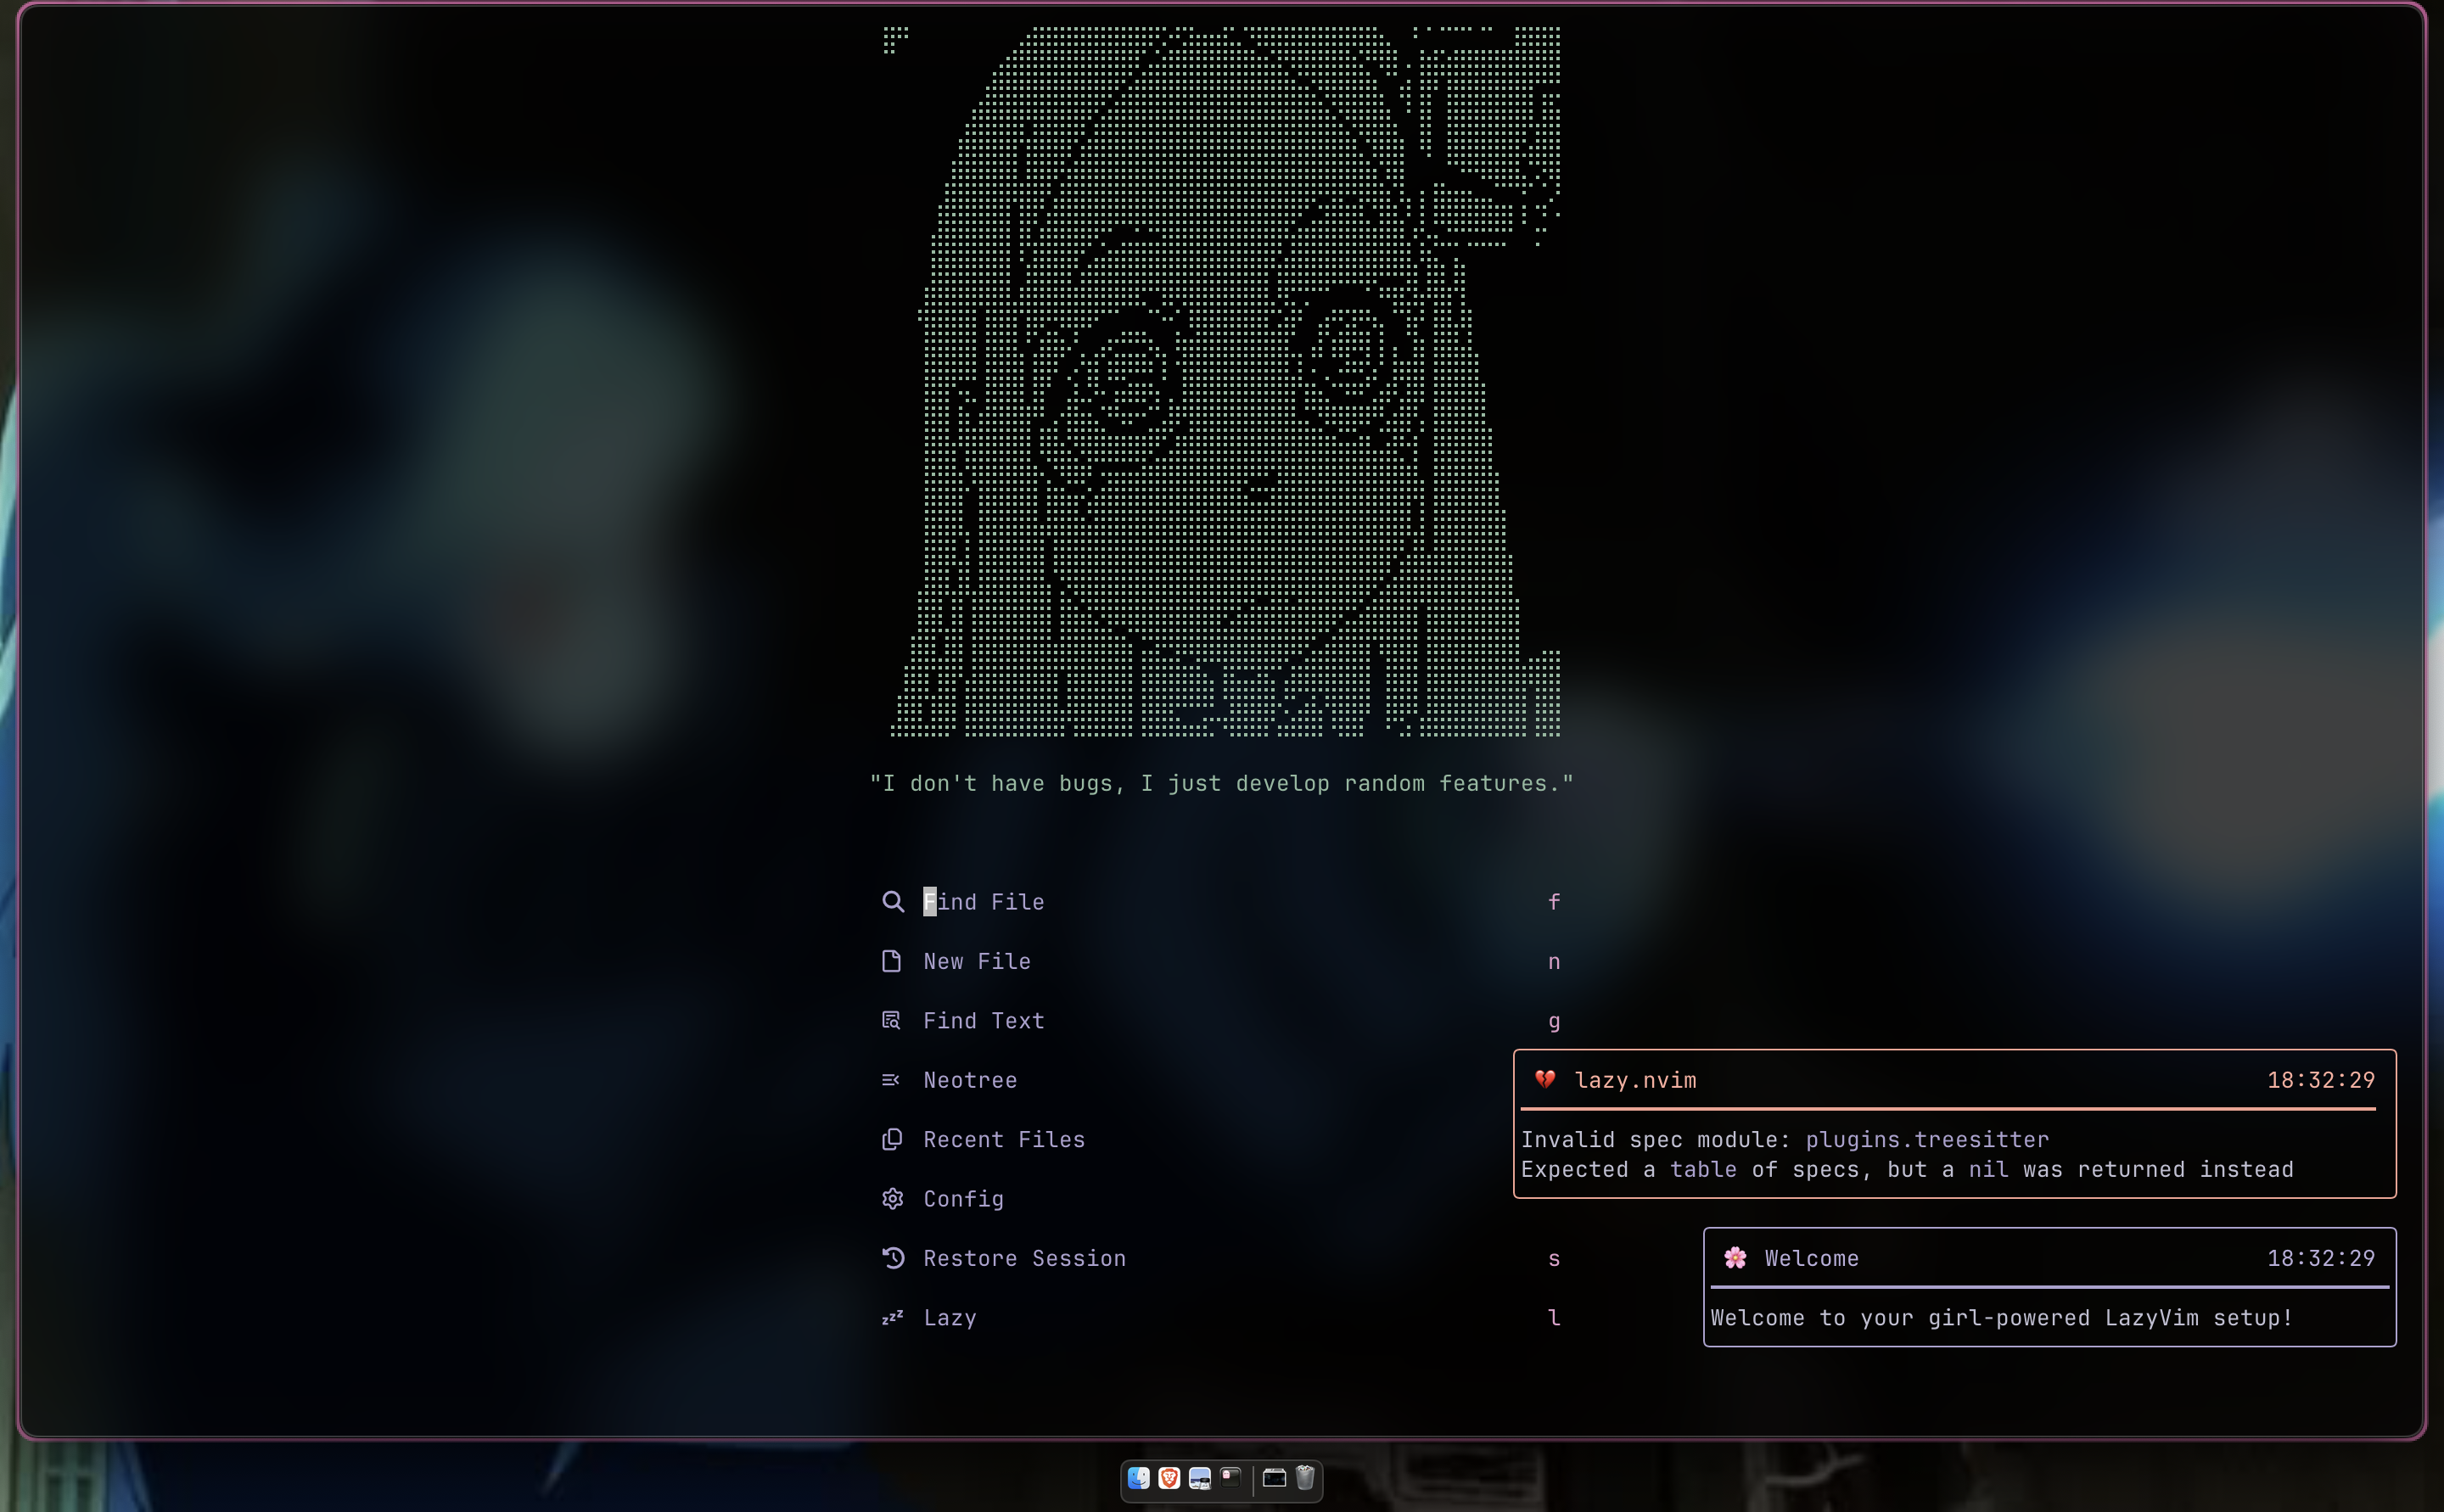 "I don't have bugs, I just develop random features."
Find File f
New File n
Find Text g
Neotree
Recent Files
Config
Restore Session s
zzz Lazy l
lazy.nvim 18:32:29
Invalid spec module: plugins.treesitter
Expected a table of specs, but a nil was returned instead
Welcome 18:32:29
Welcome to your girl-powered LazyVim setup!